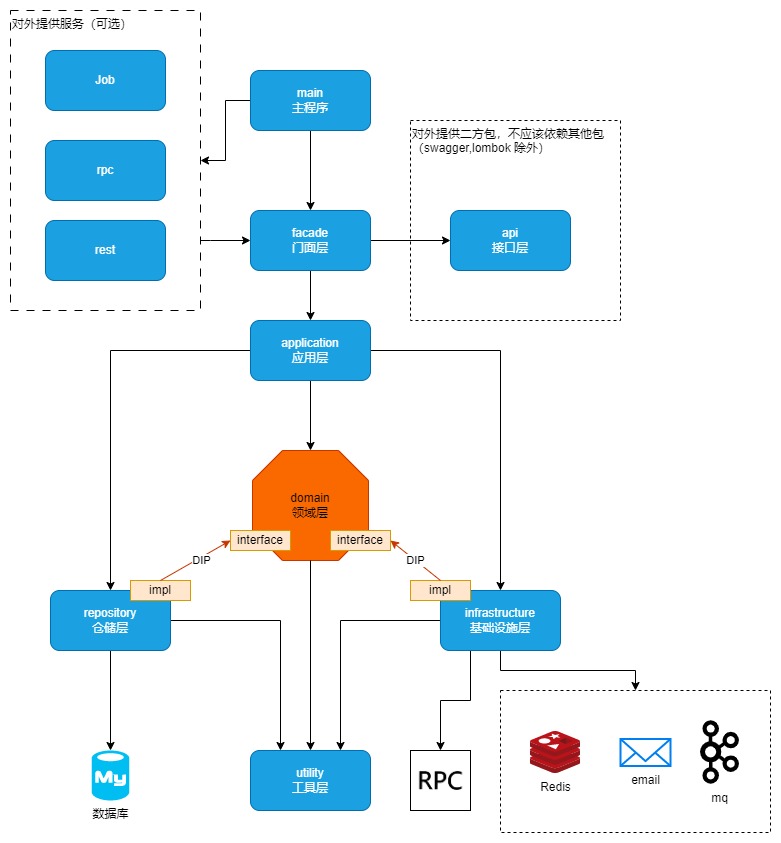 对外提供服务（可选）
Job
rpc
rest
main
主程序
对外提供二方包，不应该依赖其他包
（swagger,lombok 除外）
facade
门面层
api
接口层
application
应用层
domain
领域层
interface
interface
DIP
DIP
impl
impl
repository
仓储层
infrastructure
基础设施层
My
数据库
utility
工具层
RPC
Redis
email
mq